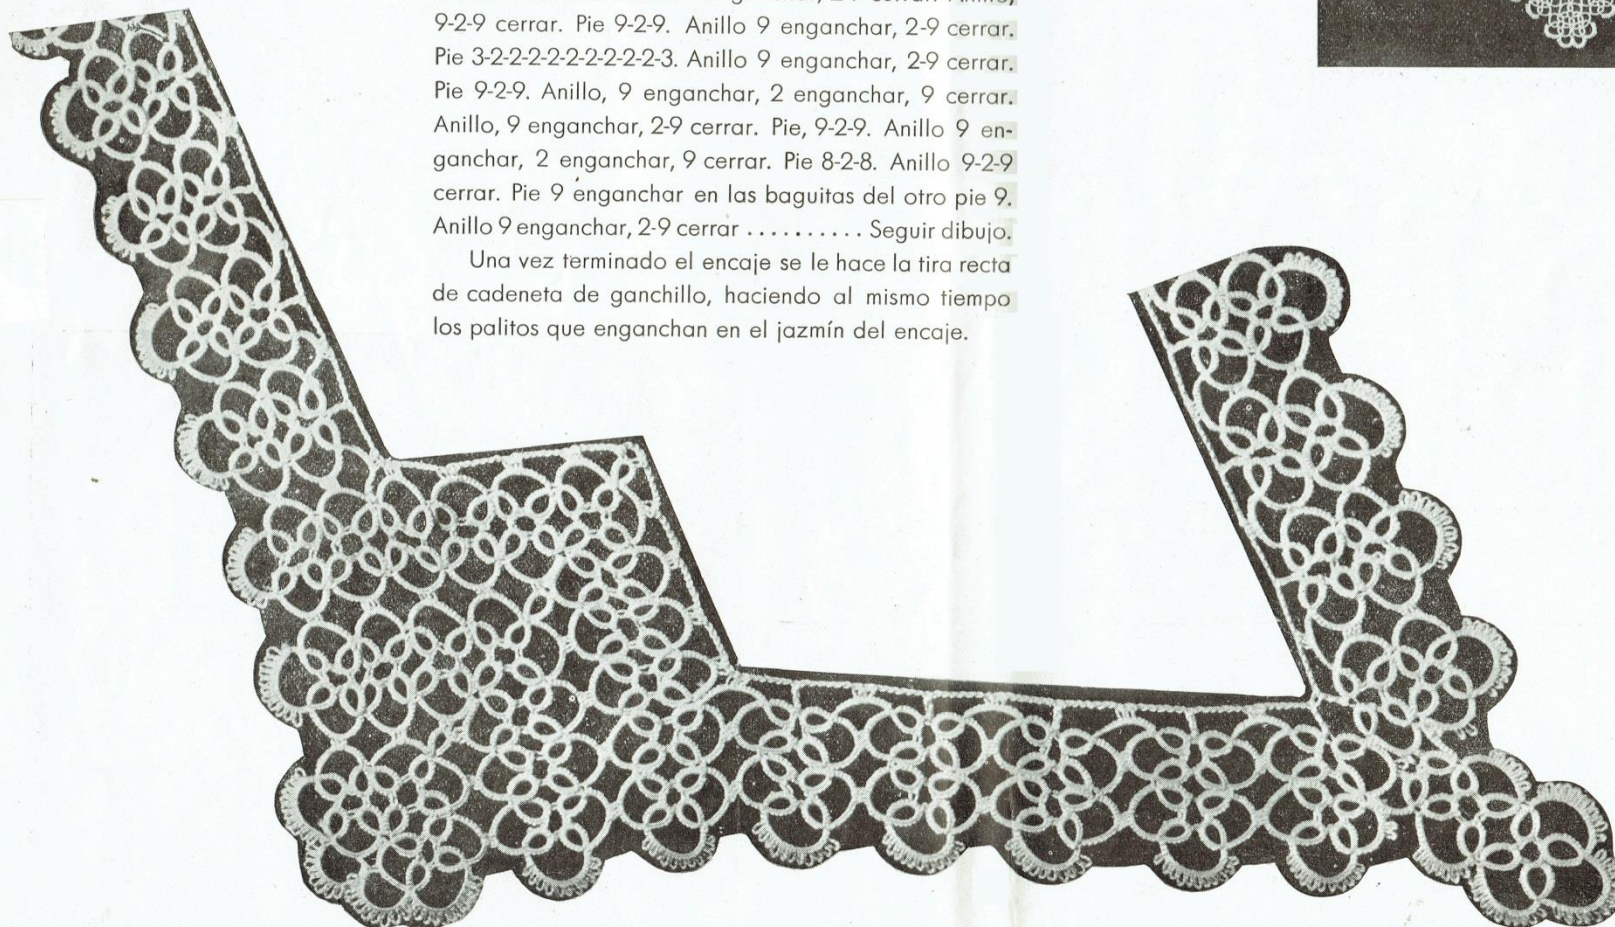 9-2-9 cerrar. Pie 9-2-9. Anillo 9 enganchar, 2-9 cerrar.
Pie 3-2-2-2-2-2-2-2-2-2-3. Anillo 9 enganchar, 2-9 cerrar.
Pie 9-2-9. Anillo, 9 enganchar, 2 enganchar, 9 cerrar.
Anillo, 9 enganchar, 2-9 cerrar. Pie, 9-2-9. Anillo 9 en-
ganchar, 2 enganchar, 9 cerrar. Pie 8-2-8. Anillo 9-2-9
cerrar. Pie 9 enganchar en las baguitas del otro pie 9.
Anillo 9 enganchar, 2-9 cerrar .......... Seguir dibujo.
Una vez terminado el encaje se le hace la tira recta
de cadeneta de ganchillo, haciendo al mismo tiempo
los palitos que enganchan en el jazmín del encaje.